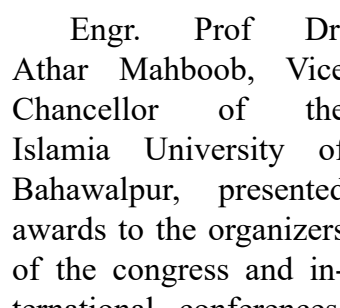 Engr. Prof Dr
Athar Mahboob, Vice
Chancellor of the
Islamia University of
Bahawalpur, presented
awards to the organizers
of the congress and in-
ternational conferences.